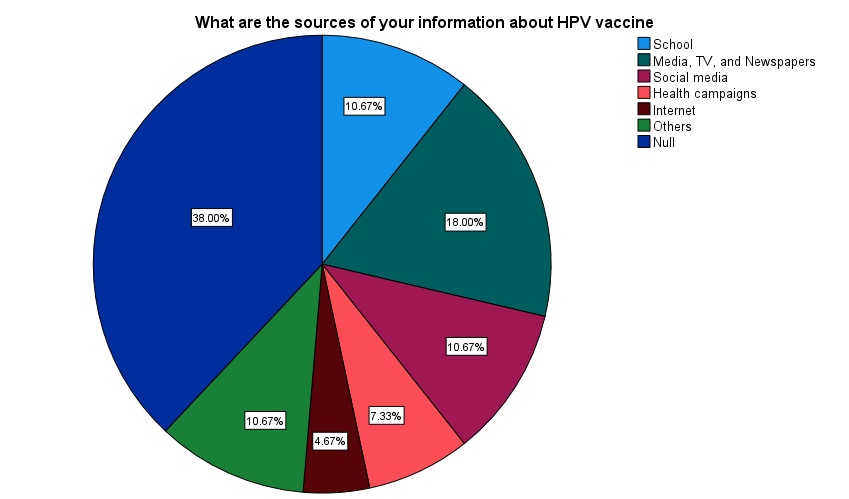 What are the sources of your information about HPV vaccine
School
Media, TV, and Newspapers
Social media
Health campaigns
Internet
Others
Null
10.67%
18.00%
38.00%
10.67%
7.33%
10.67%
4.67%